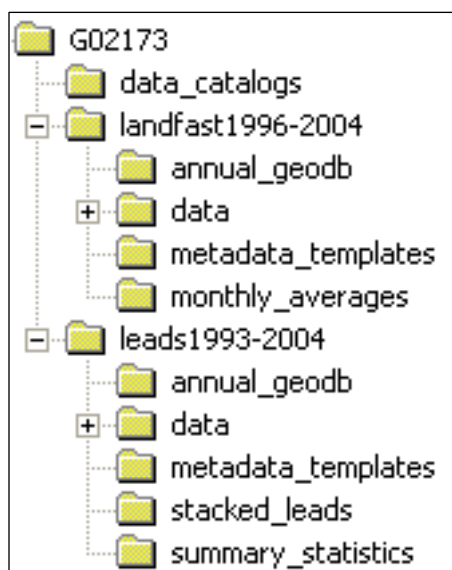 G02173
data_catalogs
landfast1996-2004
annual_geodb
data
metadata_templates
monthly_averages
leads1993-2004
annual_geodb
data
metadata_templates
stacked_leads
summary_statistics